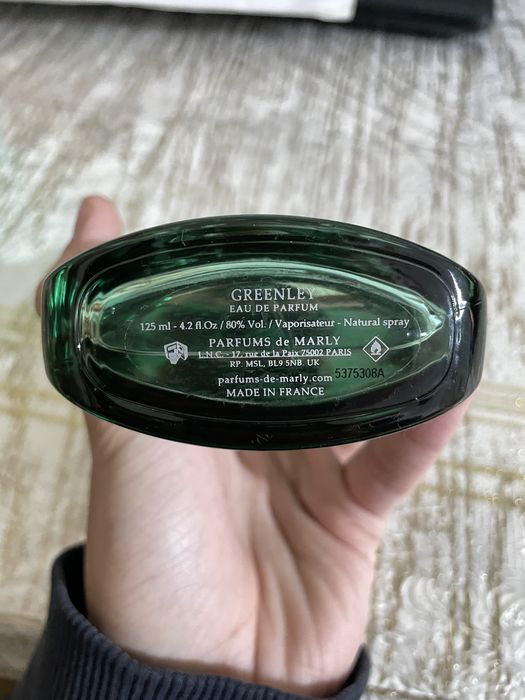 GREENLEY
EAU DE PARFUM
125 ml - 4.2 fl.Oz / 80% Vol. / Vaporisateur - Natural spray
PARFUMS de MARLY
L.N.C. - 17, rue de la Paix 75002 PARIS
RP. MSL, BL9 5NB. UK
5375308A
parfums-de-marly.com
MADE IN FRANCE